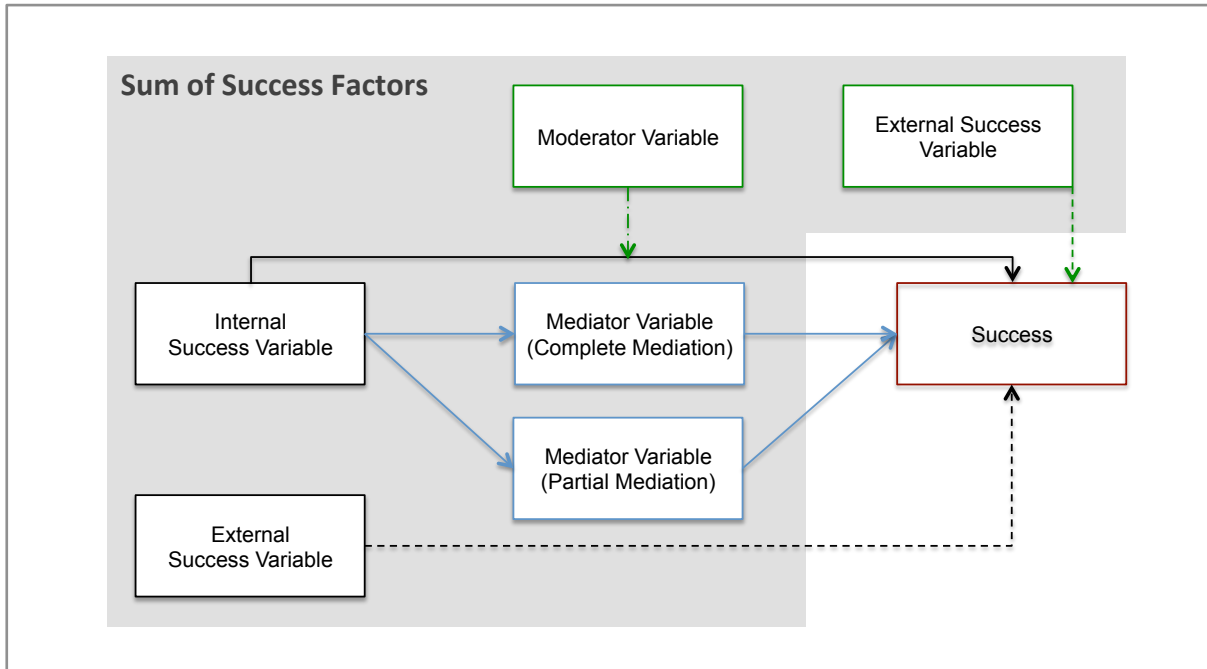 Sum of Success Factors
Moderator Variable
External Success
Variable
Internal
Success Variable
Mediator Variable
(Complete Mediation)
Success
Mediator Variable
(Partial Mediation)
External
Success Variable